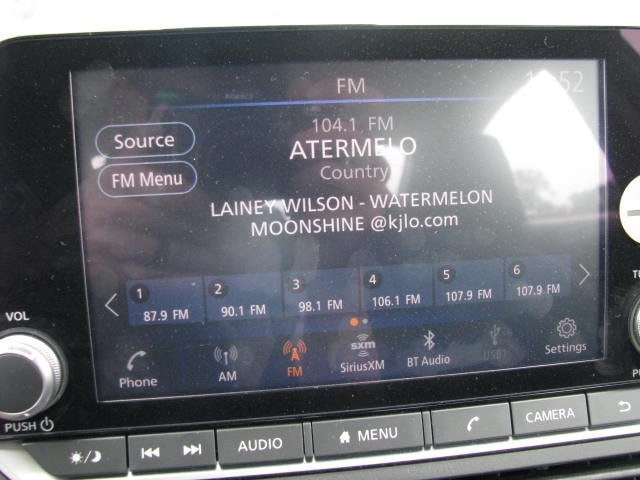 FM
:52
Source
104.1 FM
ATERMELO
FM Menu
Country
LAINEY WILSON - WATERMELON
MOONSHINE @kjlo.com
1 2 3 4 5 6
87.9 FM 90.1 FM 98.1 FM 106.1 FM 107.9 FM 107.9 FM
VOL
Phone AM FM sxm SiriusXM BT Audio USB1 Settings
PUSH
AUDIO MENU CAMERA